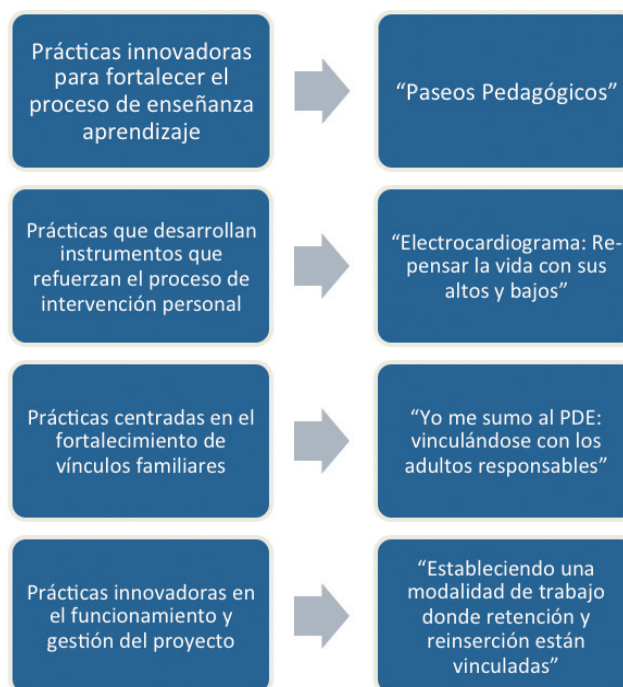 Prácticas innovadoras
para fortalecer el
proceso de enseñanza
aprendizaje
“Paseos Pedagógicos”
Prácticas que desarrollan
instrumentos que
refuerzan el proceso de
intervención personal
“Electrocardiograma: Re-
pensar la vida con sus
altos y bajos”
Prácticas centradas en el
fortalecimiento de
vínculos familiares
“Yo me sumo al PDE:
vinculándose con los
adultos responsables”
Prácticas innovadoras en
el funcionamiento y
gestión del proyecto
“Estableciendo una
modalidad de trabajo
donde retención y
reinserción están
vinculadas”